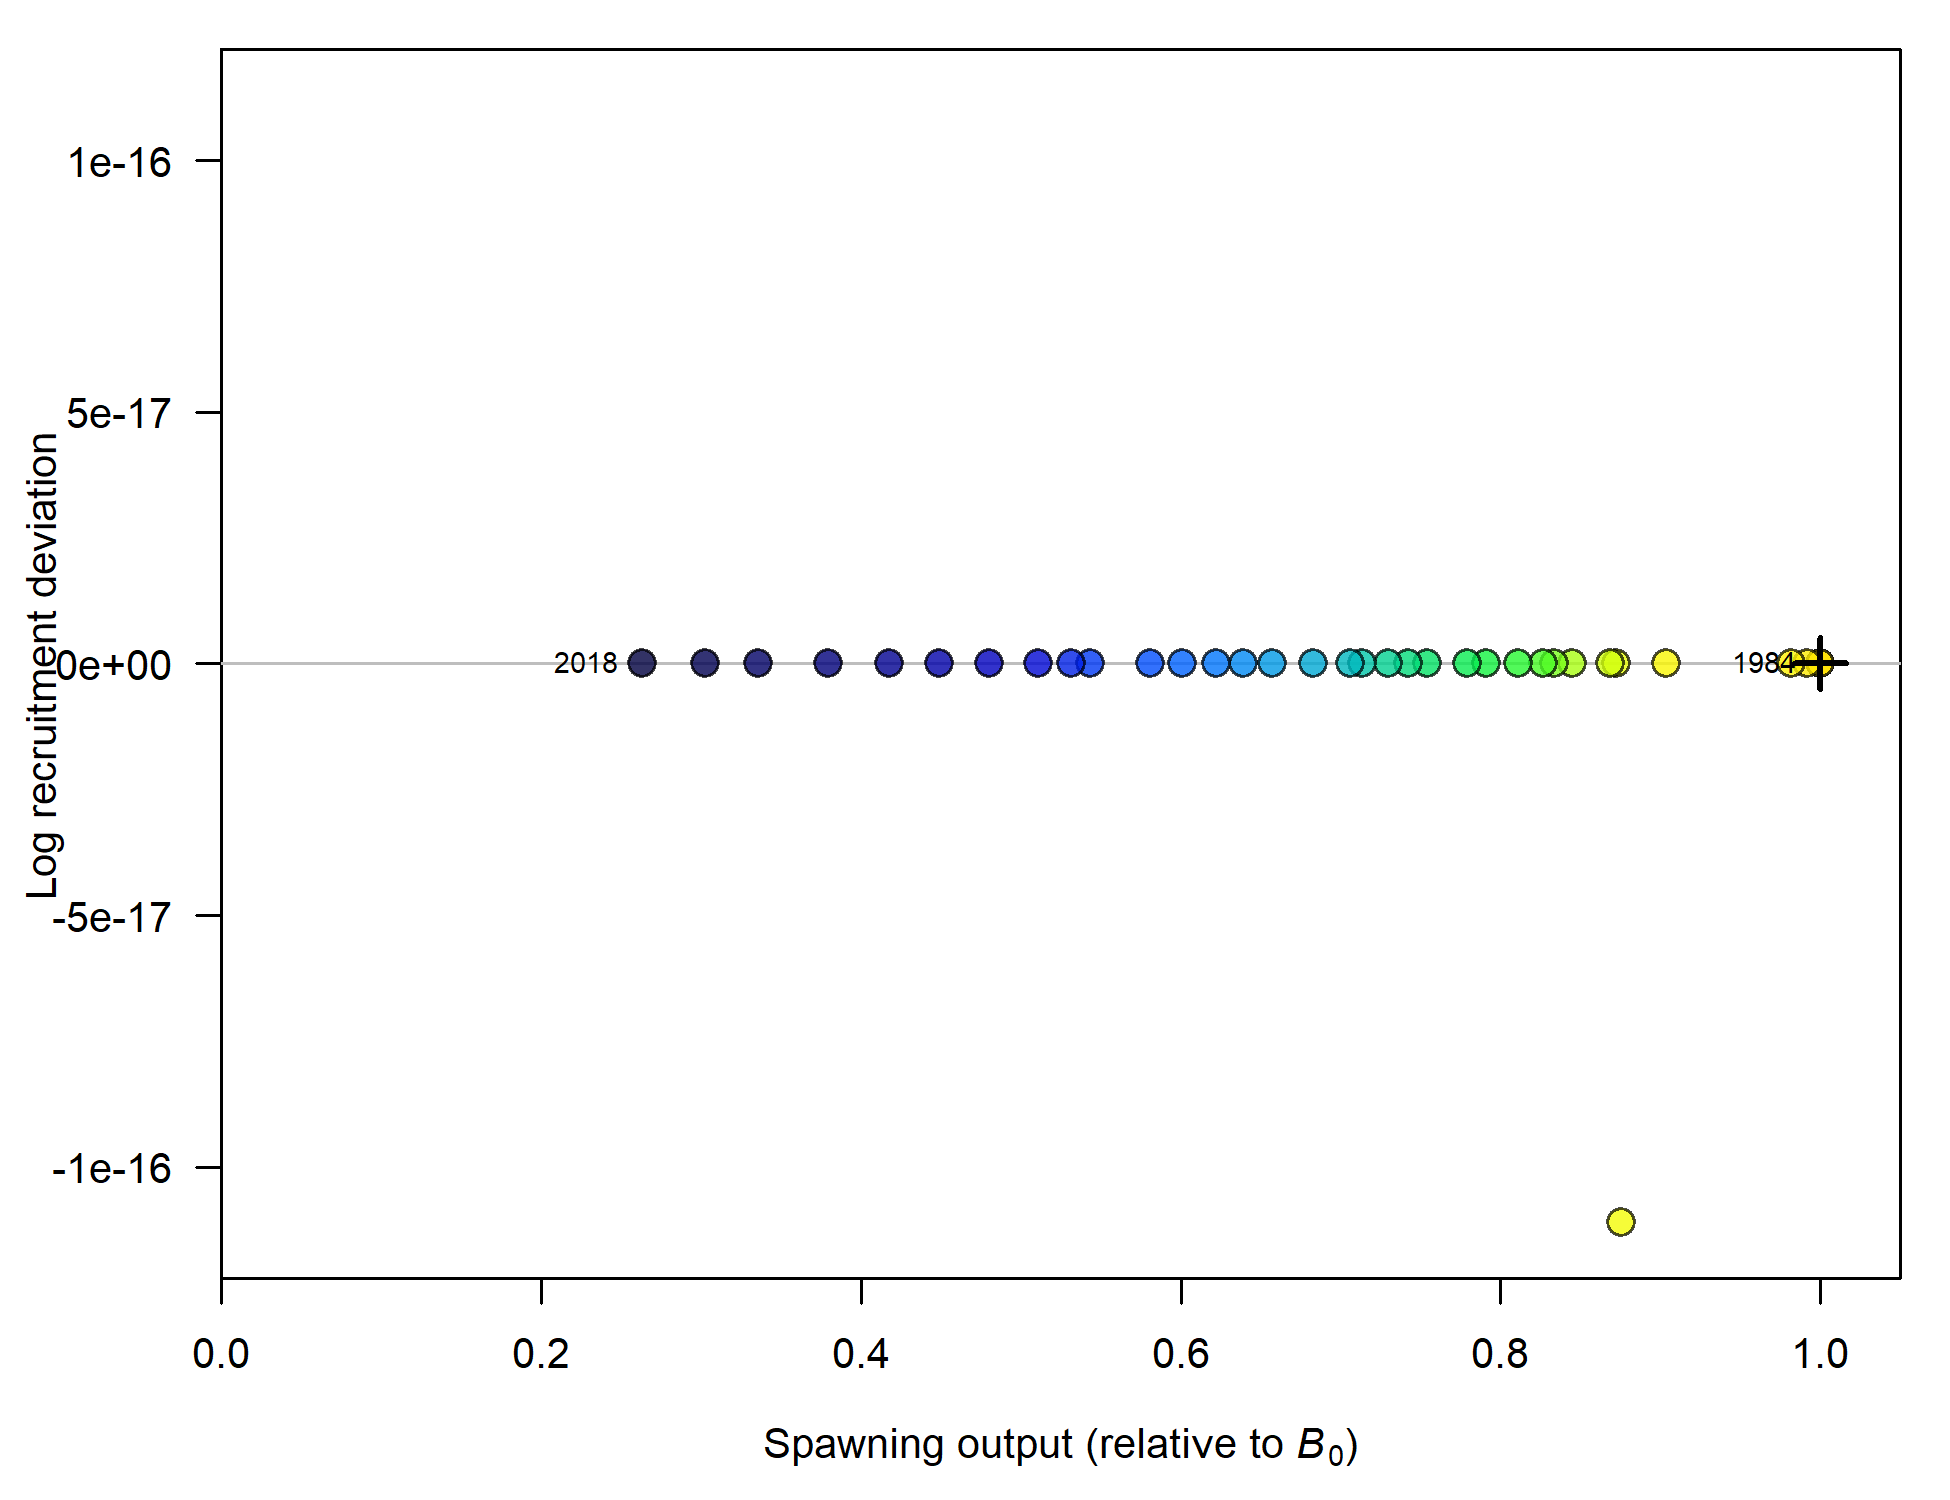 Log recruitment deviation
1e-16
5e-17
0e+00
-5e-17
-1e-16
2018
1984
0.0 0.2 0.4 0.6 0.8 1.0
Spawning output (relative to B0)